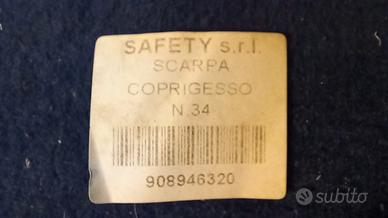 SAFETY s.r.l.
SCARPA
COPRIGESSO
N.34
908946320
subito